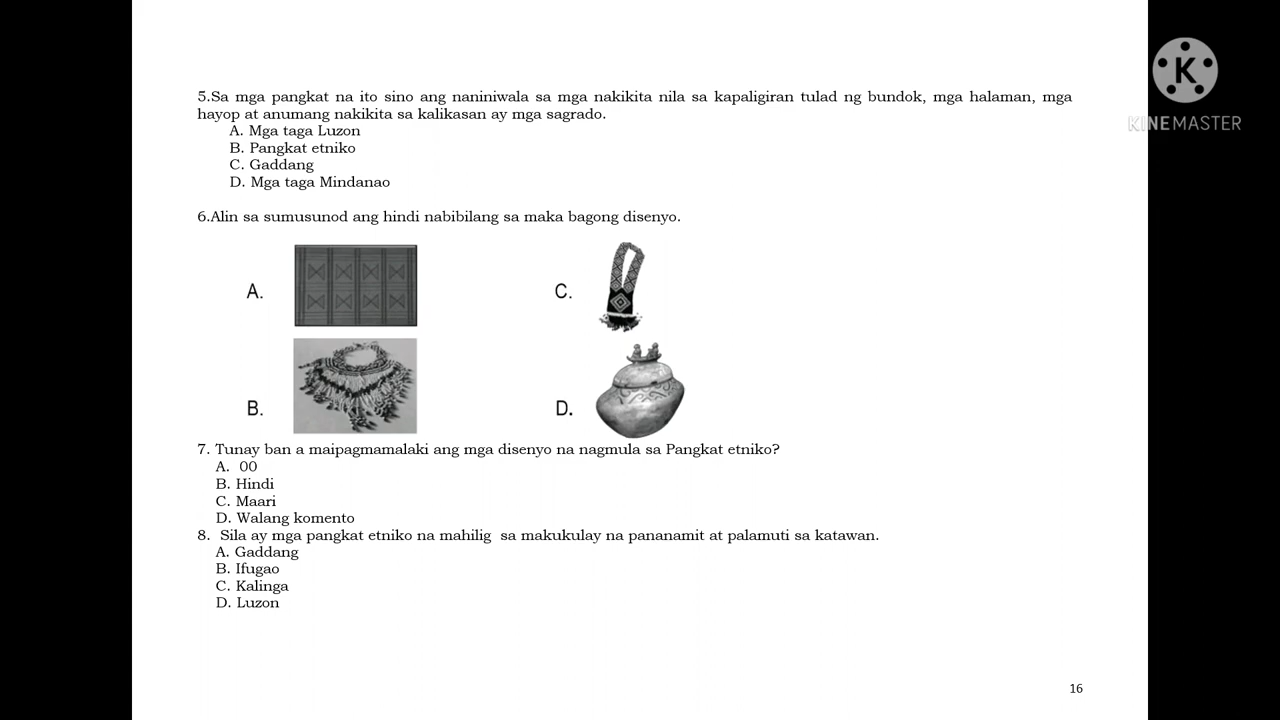 5.Sa mga pangkat na ito sino ang naniniwala sa mga nakikita nila sa kapaligiran tulad ng bundok, mga halaman, mga
hayop at anumang nakikita sa kalikasan ay mga sagrado.
A. Mga taga Luzon
B. Pangkat etniko
C. Gaddang
D. Mga taga Mindanao
6.Alin sa sumusunod ang hindi nabibilang sa maka bagong disenyo.
A.
C.
B.
D.
7. Tunay ban a maipagmamalaki ang mga disenyo na nagmula sa Pangkat etniko?
A. 00
B. Hindi
C. Maari
D. Walang komento
8. Sila ay mga pangkat etniko na mahilig sa makukulay na pananamit at palamuti sa katawan.
A. Gaddang
B. Ifugao
C. Kalinga
D. Luzon
16
K
KINEMASTER